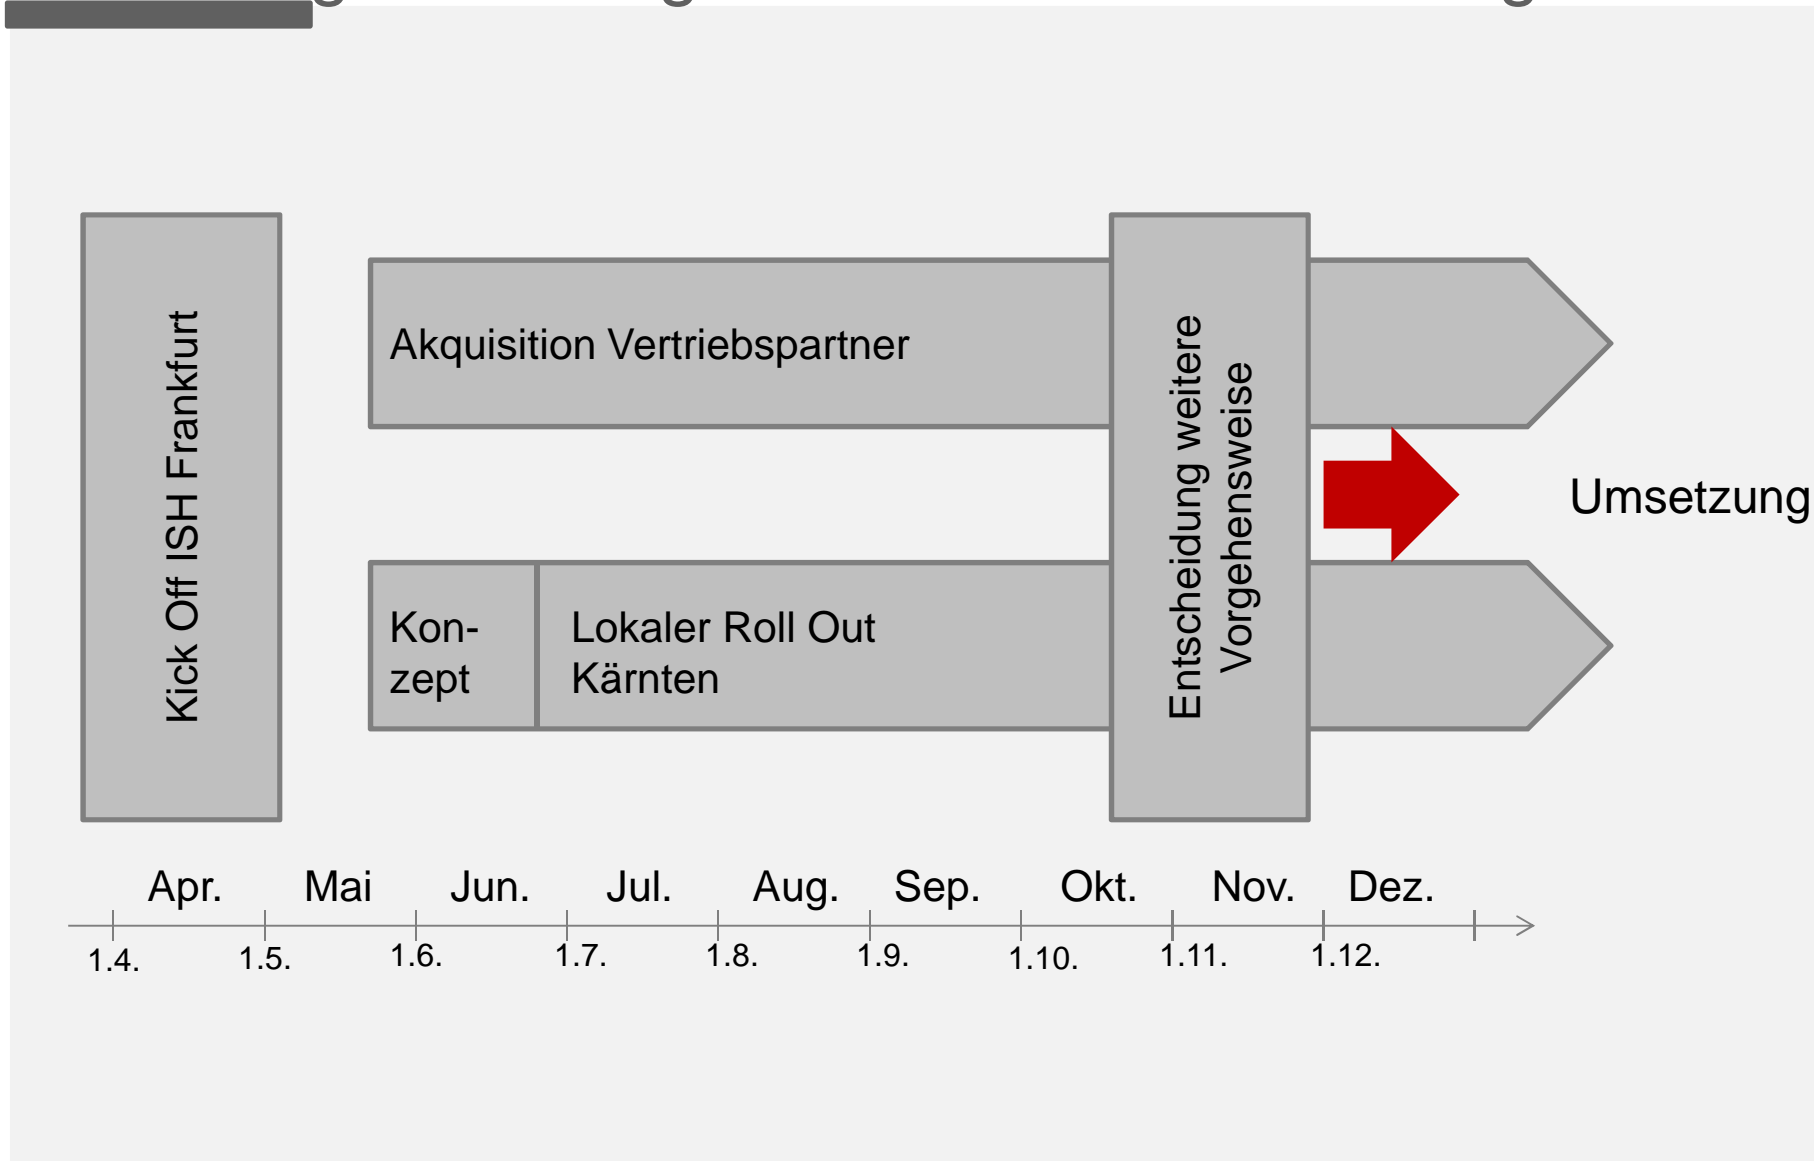 Kick Off ISH Frankfurt
Akquisition Vertriebspartner
Kon-
zept
Lokaler Roll Out
Kärnten
Entscheidung weitere
Vorgehensweise
Umsetzung
Apr. Mai Jun. Jul. Aug. Sep. Okt. Nov. Dez.
1.4. 1.5. 1.6. 1.7. 1.8. 1.9. 1.10. 1.11. 1.12.